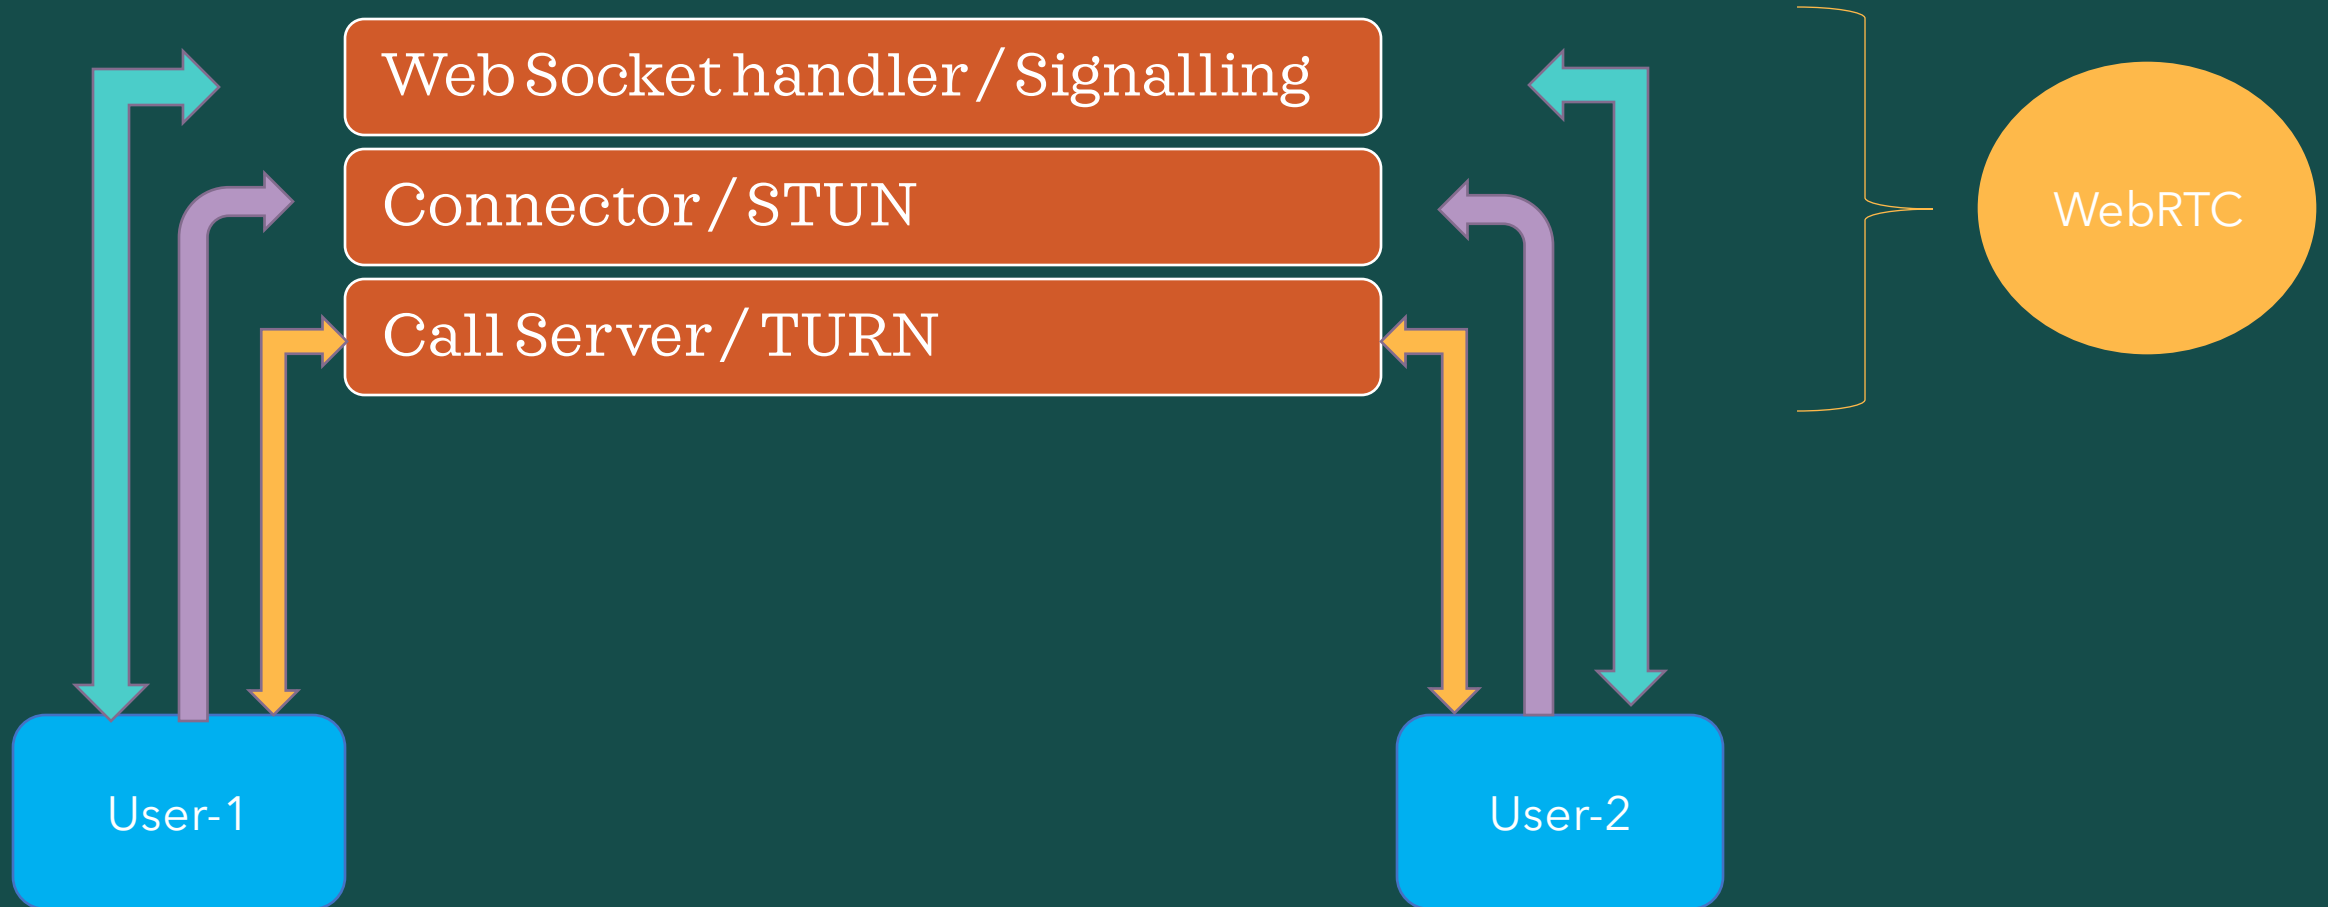 Web Socket handler / Signalling
Connector / STUN
Call Server / TURN
WebRTC
User-1
User-2